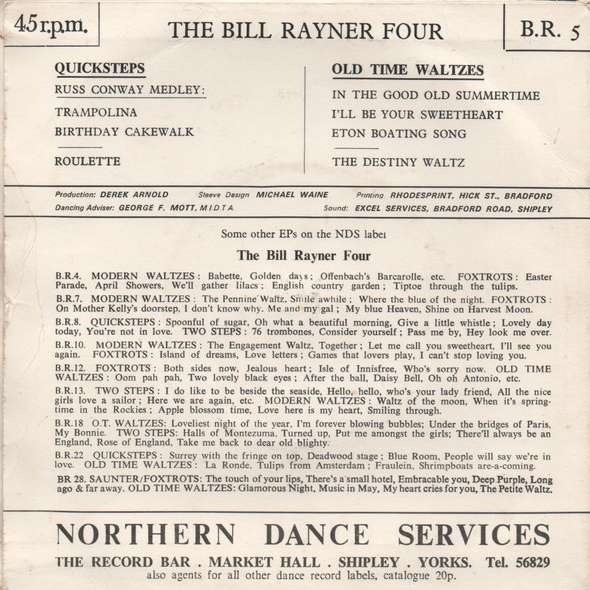 45 r.p.m.
THE BILL RAYNER FOUR
B.R. 5
QUICKSTEPS
RUSS CONWAY MEDLEY:
TRAMPOLINA
BIRTHDAY CAKEWALK
ROULETTE
OLD TIME WALTZES
IN THE GOOD OLD SUMMERTIME
I'LL BE YOUR SWEETHEART
ETON BOATING SONG
THE DESTINY WALTZ
Production: DEREK ARNOLD Sleeve Design MICHAEL WAINE Printing RHODESPRINT, HICK ST., BRADFORD
Dancing Adviser: GEORGE F. MOTT, M.I.D.T.A. Sound: EXCEL SERVICES, BRADFORD ROAD, SHIPLEY
Some other EPs on the NDS label
The Bill Rayner Four
B.R.4. MODERN WALTZES : Babette, Golden days ; Offenbach's Barcarolle, etc. FOXTROTS : Easter
Parade, April Showers, We'll gather lilacs ; English country garden ; Tiptoe through the tulips.
B.R.7. MODERN WALTZES : The Pennine Waltz, Smile awhile ; Where the blue of the night. FOXTROTS :
On Mother Kelly's doorstep, I don't know why. Me and my gal ; My blue Heaven, Shine on Harvest Moon.
B.R.8. QUICKSTEPS : Spoonful of sugar, Oh what a beautiful morning, Give a little whistle ; Lovely day
today, You're not in love. TWO STEPS : 76 trombones, Consider yourself ; Pass me by, Hey look me over.
B.R.10. MODERN WALTZES : The Engagement Waltz, Together ; Let me call you sweetheart, I'll see you
again. FOXTROTS : Island of dreams, Love letters ; Games that lovers play, I can't stop loving you.
B.R.12. FOXTROTS : Both sides now, Jealous heart ; Isle of Innisfree, Who's sorry now. OLD TIME
WALTZES : Oom pah pah, Two lovely black eyes ; After the ball, Daisy Bell, Oh oh Antonio, etc.
B.R.13. TWO STEPS : I do like to be beside the seaside, Hello, hello, who's your lady friend, All the nice
girls love a sailor ; Here we are again, etc. MODERN WALTZES : Waltz of the moon, When it's spring-
time in the Rockies ; Apple blossom time, Love here is my heart, Smiling through.
B.R.18 O.T. WALTZES: Loveliest night of the year, I'm forever blowing bubbles; Under the bridges of Paris,
My Bonnie. TWO STEPS: Halls of Montezuma, Turned up, Put me amongst the girls; There'll always be an
England, Rose of England, Take me back to dear old blighty.
B.R.22 QUICKSTEPS : Surrey with the fringe on top, Deadwood stage ; Blue Room, People will say we're in
love. OLD TIME WALTZES : La Ronde, Tulips from Amsterdam ; Fraulein, Shrimpboats are-a-coming.
BR 28. SAUNTER/FOXTROTS: The touch of your lips, There's a small hotel, Embracable you, Deep Purple, Long
ago & far away. OLD TIME WALTZES: Glamorous Night, Music in May, My heart cries for you, The Petite Waltz.
NORTHERN DANCE SERVICES
THE RECORD BAR . MARKET HALL . SHIPLEY . YORKS. Tel. 56829
also agents for all other dance record labels, catalogue 20p.